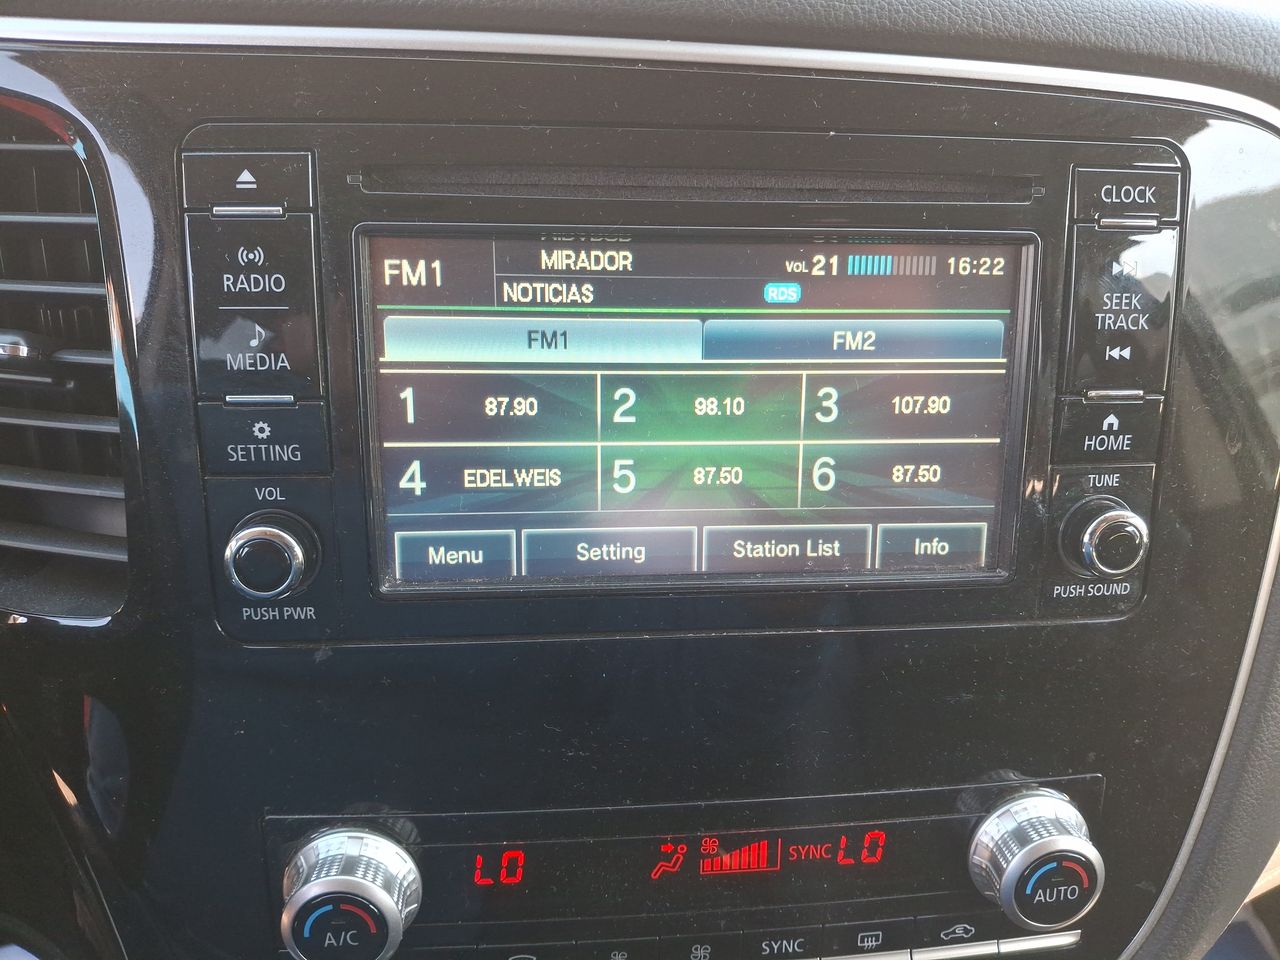 CLOCK
RADIO
MEDIA
SETTING
VOL
PUSH PWR
FM1
MIRADOR
VOL 21
16:22
NOTICIAS
RDS
FM1
FM2
1 87.90
2 98.10
3 107.90
4 EDELWEIS
5 87.50
6 87.50
Menu
Setting
Station List
Info
SEEK
TRACK
HOME
TUNE
PUSH SOUND
LO
SYNC LO
A/C
AUTO
SYNC